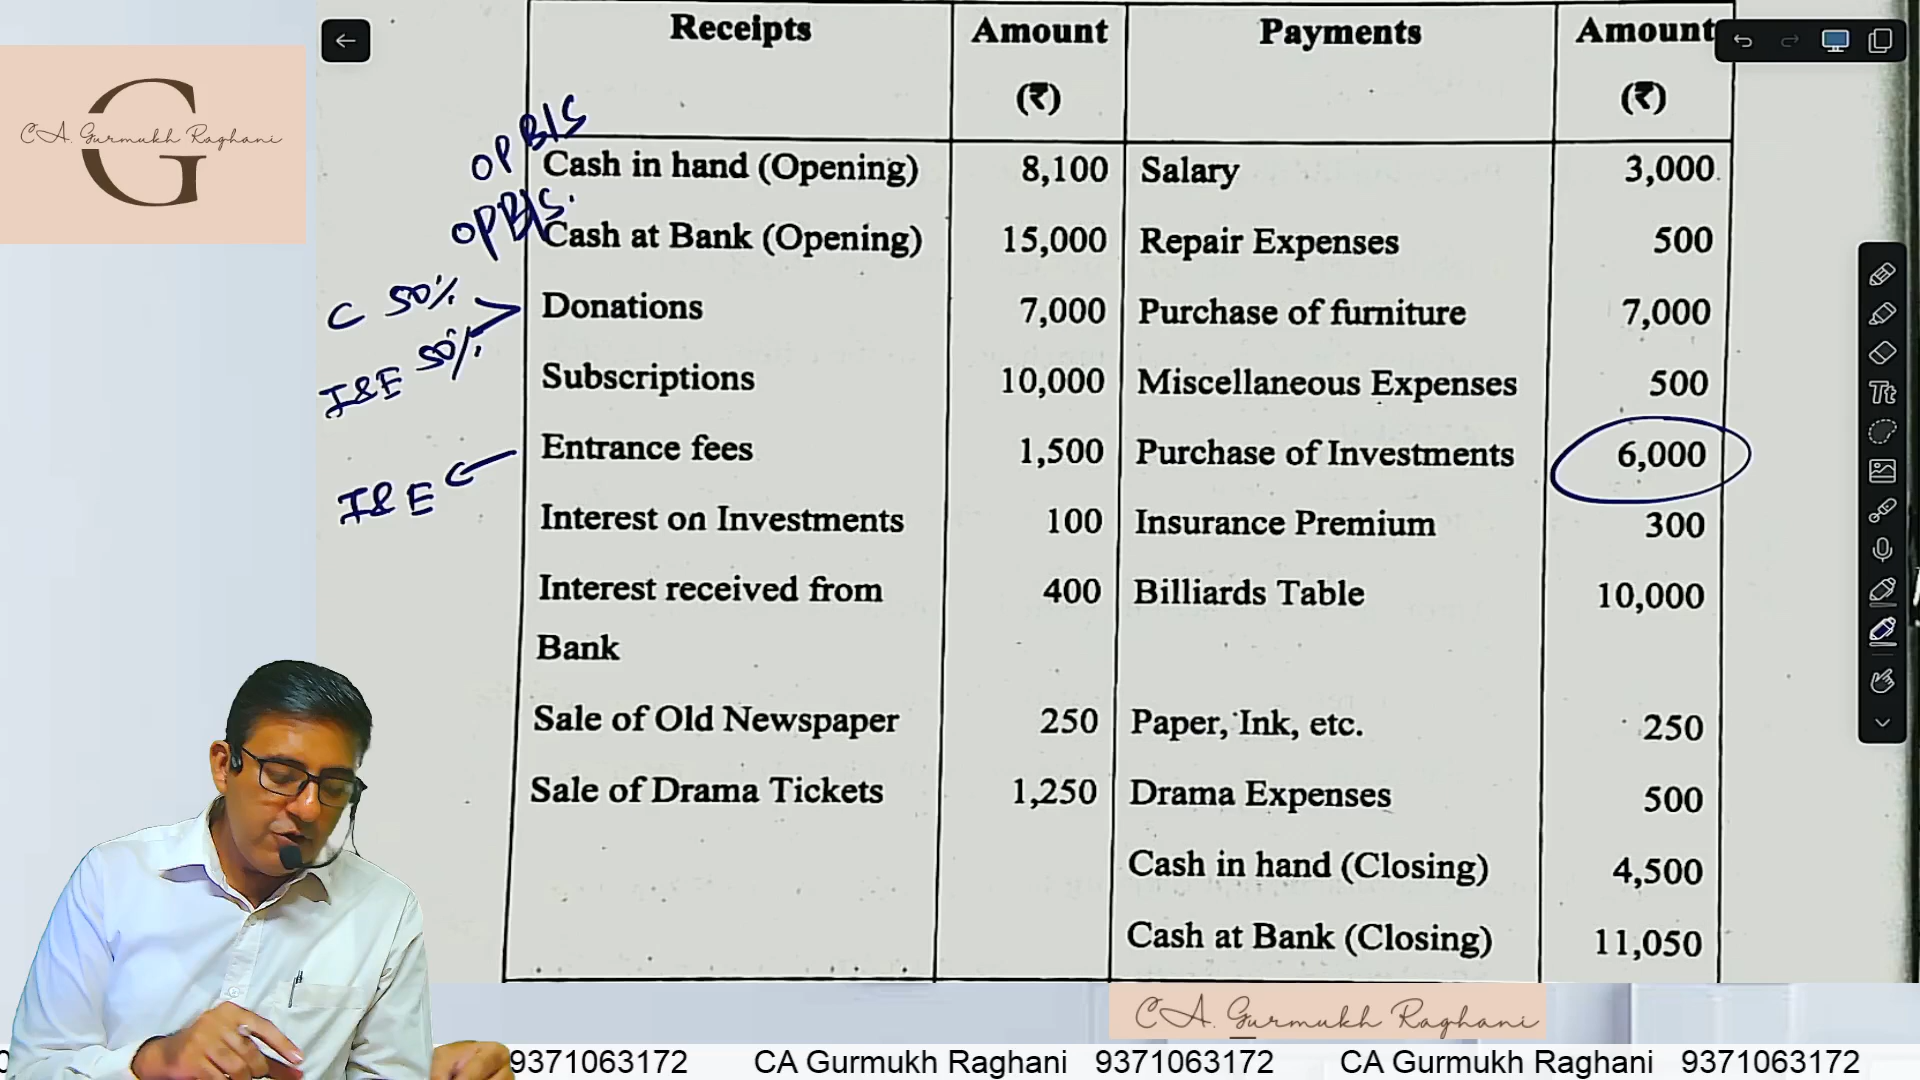 Receipts Amount Payments Amount
(₹) (₹)
G
CA. Gurmukh Raghani
OP B/S
Cash in hand (Opening) 8,100 Salary 3,000
OP B/S.
Cash at Bank (Opening) 15,000 Repair Expenses 500
C 50%
Donations 7,000 Purchase of furniture 7,000
I&E 50%
Subscriptions 10,000 Miscellaneous Expenses 500
Entrance fees 1,500 Purchase of Investments 6,000
I&E
Interest on Investments 100 Insurance Premium 300
Interest received from 400 Billiards Table 10,000
Bank
Sale of Old Newspaper 250 Paper, Ink, etc. 250
Sale of Drama Tickets 1,250 Drama Expenses 500
Cash in hand (Closing) 4,500
Cash at Bank (Closing) 11,050
Tt
CA. Gurmukh Raghani
9371063172 CA Gurmukh Raghani 9371063172 CA Gurmukh Raghani 9371063172